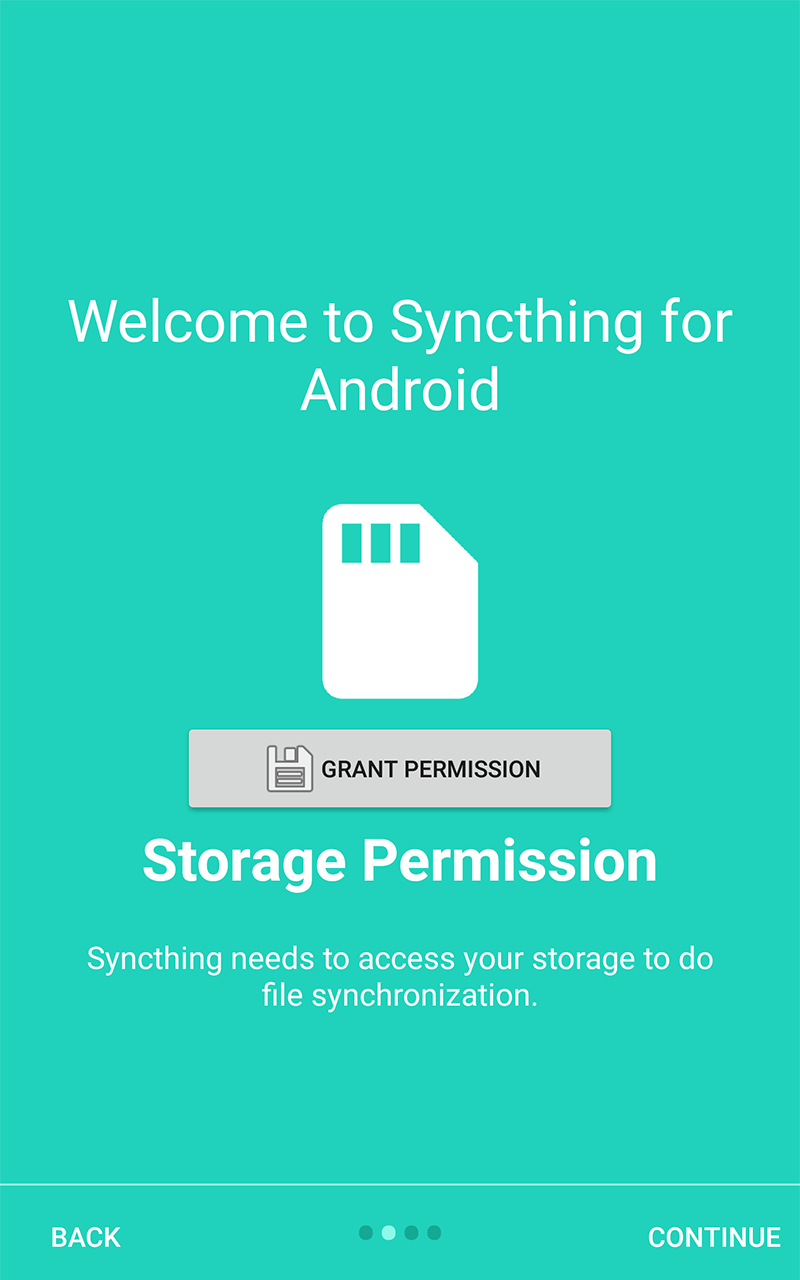 Welcome to Syncthing for
Android
GRANT PERMISSION
Storage Permission
Syncthing needs to access your storage to do
file synchronization.
BACK
CONTINUE